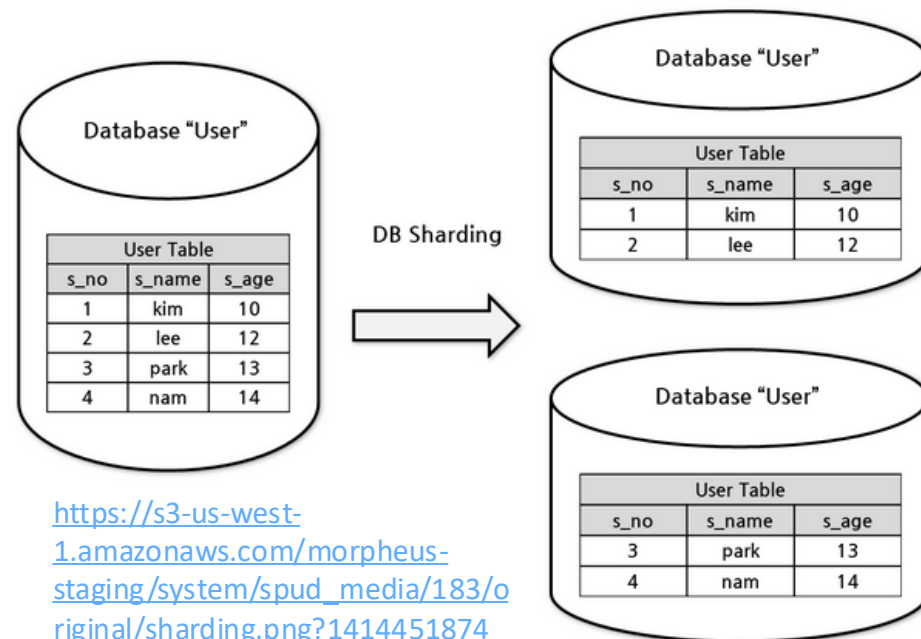 Database “User”
User Table
s_no s_name s_age
1 kim 10
2 lee 12
3 park 13
4 nam 14
https://s3-us-west-
1.amazonaws.com/morpheus-
staging/system/spud_media/183/o
riginal/sharding.png?1414451874
DB Sharding
Database “User”
User Table
s_no s_name s_age
1 kim 10
2 lee 12
Database “User”
User Table
s_no s_name s_age
3 park 13
4 nam 14